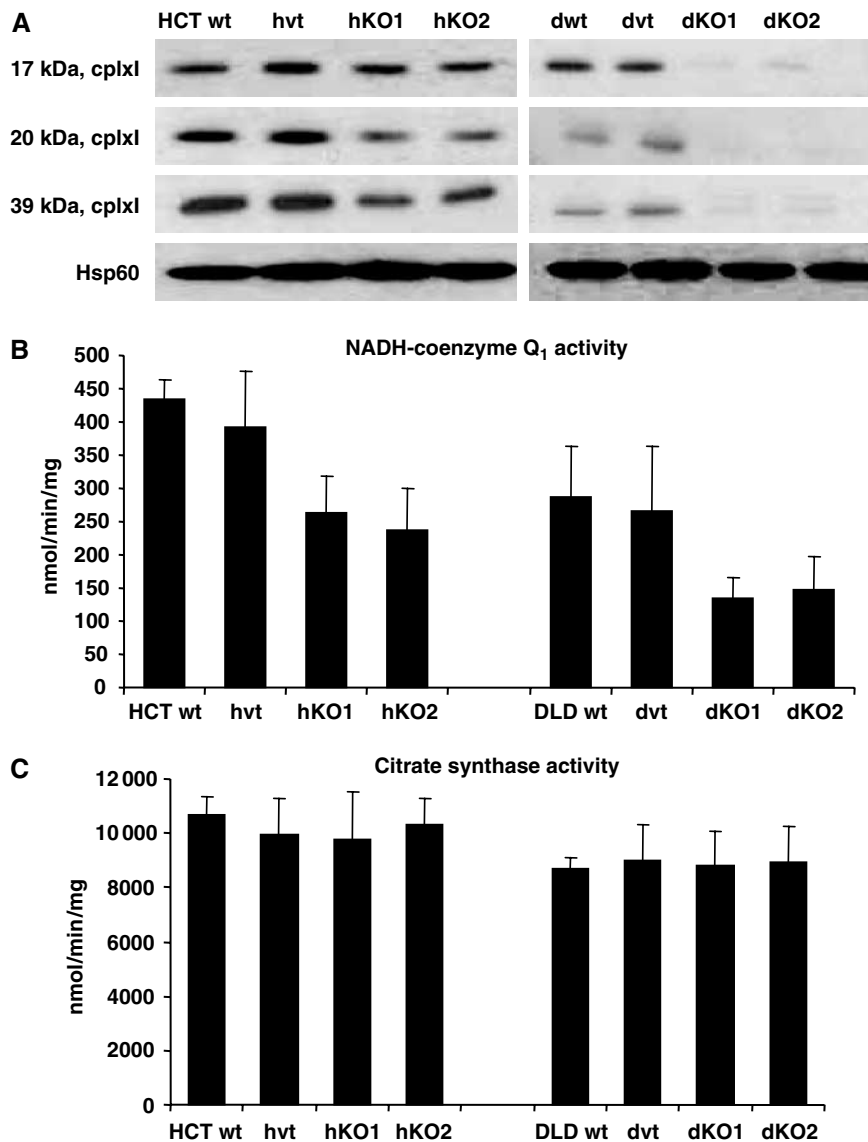 A
HCT wt hvt hKO1 hKO2 dwt dvt dKO1 dKO2
17 kDa, cplxI
20 kDa, cplxI
39 kDa, cplxI
Hsp60
B
NADH-coenzyme Q₁ activity
500
450
400
350
300
250
200
150
100
50
0
nmol/min/mg
HCT wt hvt hKO1 hKO2 DLD wt dvt dKO1 dKO2
C
Citrate synthase activity
12 000
10 000
8000
6000
4000
2000
0
nmol/min/mg
HCT wt hvt hKO1 hKO2 DLD wt dvt dKO1 dKO2